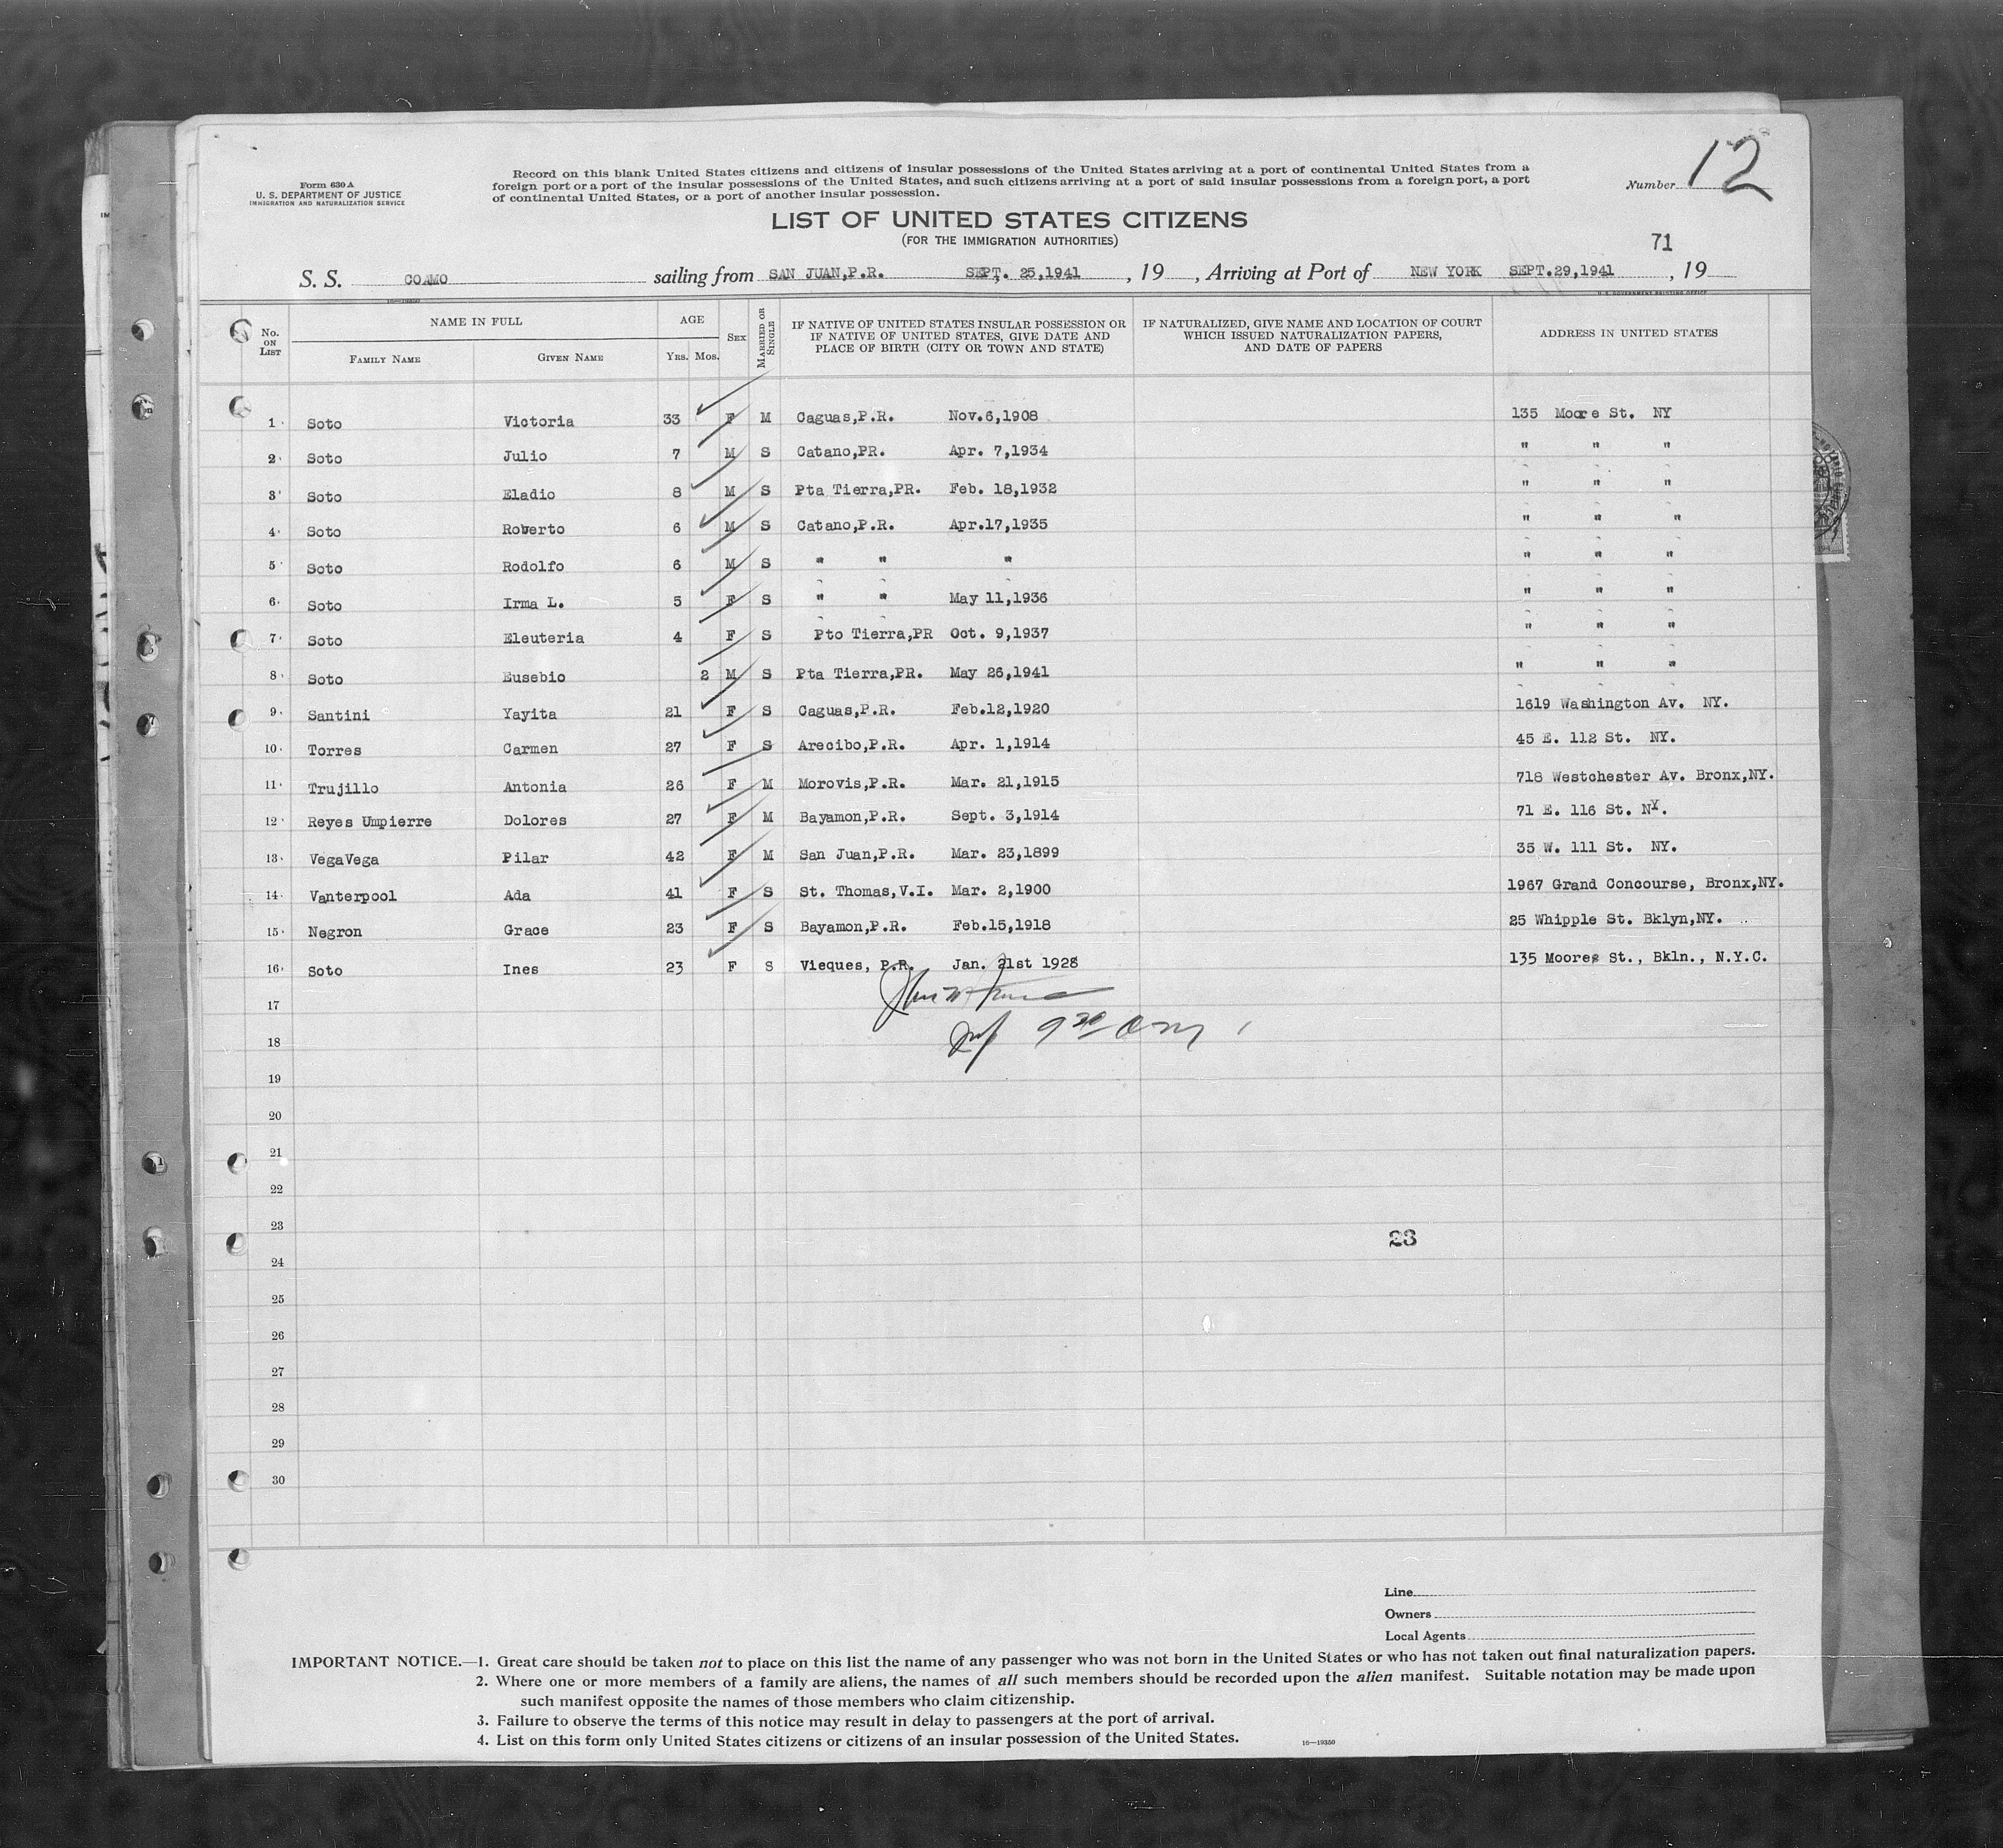 Form 630 A
U. S. DEPARTMENT OF JUSTICE
IMMIGRATION AND NATURALIZATION SERVICE
Record on this blank United States citizens and citizens of insular possessions of the United States arriving at a port of continental United States from a
foreign port or a port of the insular possessions of the United States, and such citizens arriving at a port of said insular possessions from a foreign port, a port
of continental United States, or a port of another insular possession.
Number 12
LIST OF UNITED STATES CITIZENS
(FOR THE IMMIGRATION AUTHORITIES)
71
S. S. COAMO sailing from SAN JUAN,P.R. SEPT. 25,1941 , 19 , Arriving at Port of NEW YORK SEPT.29,1941 , 19
16—19350 U. S. GOVERNMENT PRINTING OFFICE
No. ON LIST NAME IN FULL FAMILY NAME GIVEN NAME AGE YRS. MOS. SEX MARRIED OR SINGLE IF NATIVE OF UNITED STATES INSULAR POSSESSION OR IF NATIVE OF UNITED STATES, GIVE DATE AND PLACE OF BIRTH (CITY OR TOWN AND STATE) IF NATURALIZED, GIVE NAME AND LOCATION OF COURT WHICH ISSUED NATURALIZATION PAPERS, AND DATE OF PAPERS ADDRESS IN UNITED STATES
1 Soto Victoria 33 F M Caguas,P.R. Nov.6,1908 135 Moore St. NY
2 Soto Julio 7 M S Catano,PR. Apr. 7,1934 " " "
3 Soto Eladio 8 M S Pta Tierra,PR. Feb. 18,1932 " " "
4 Soto Roberto 6 M S Catano,P.R. Apr.17,1935 " " "
5 Soto Rodolfo 6 M S " " " " " "
6 Soto Irma L. 5 F S " " May 11,1936 " " "
7 Soto Eleuteria 4 F S Pto Tierra,PR Oct. 9,1937 " " "
8 Soto Eusebio 2 M S Pta Tierra,PR. May 26,1941 " " "
9 Santini Yayita 21 F S Caguas,P.R. Feb.12,1920 1619 Washington Av. NY.
10 Torres Carmen 27 F S Arecibo,P.R. Apr. 1,1914 45 E. 112 St. NY.
11 Trujillo Antonia 26 F M Morovis,P.R. Mar. 21,1915 718 Westchester Av. Bronx,NY.
12 Reyes Umpierre Dolores 27 F M Bayamon,P.R. Sept. 3,1914 71 E. 116 St. NY.
13 VegaVega Pilar 42 F M San Juan,P.R. Mar. 23,1899 35 W. 111 St. NY.
14 Vanterpool Ada 41 F S St. Thomas,V.I. Mar. 2,1900 1967 Grand Concourse, Bronx,NY.
15 Negron Grace 23 F S Bayamon,P.R. Feb.15,1918 25 Whipple St. Bklyn,NY.
16 Soto Ines 23 F S Vieques, P.R. Jan. 21st 1928 135 Moores St., Bkln., N.Y.C.
17
18 9 30 am
19
20
21
22
23
23
24
25
26
27
28
29
30
Line
Owners
Local Agents
IMPORTANT NOTICE.—1. Great care should be taken not to place on this list the name of any passenger who was not born in the United States or who has not taken out final naturalization papers.
2. Where one or more members of a family are aliens, the names of all such members should be recorded upon the alien manifest. Suitable notation may be made upon
such manifest opposite the names of those members who claim citizenship.
3. Failure to observe the terms of this notice may result in delay to passengers at the port of arrival.
4. List on this form only United States citizens or citizens of an insular possession of the United States.
16—19350